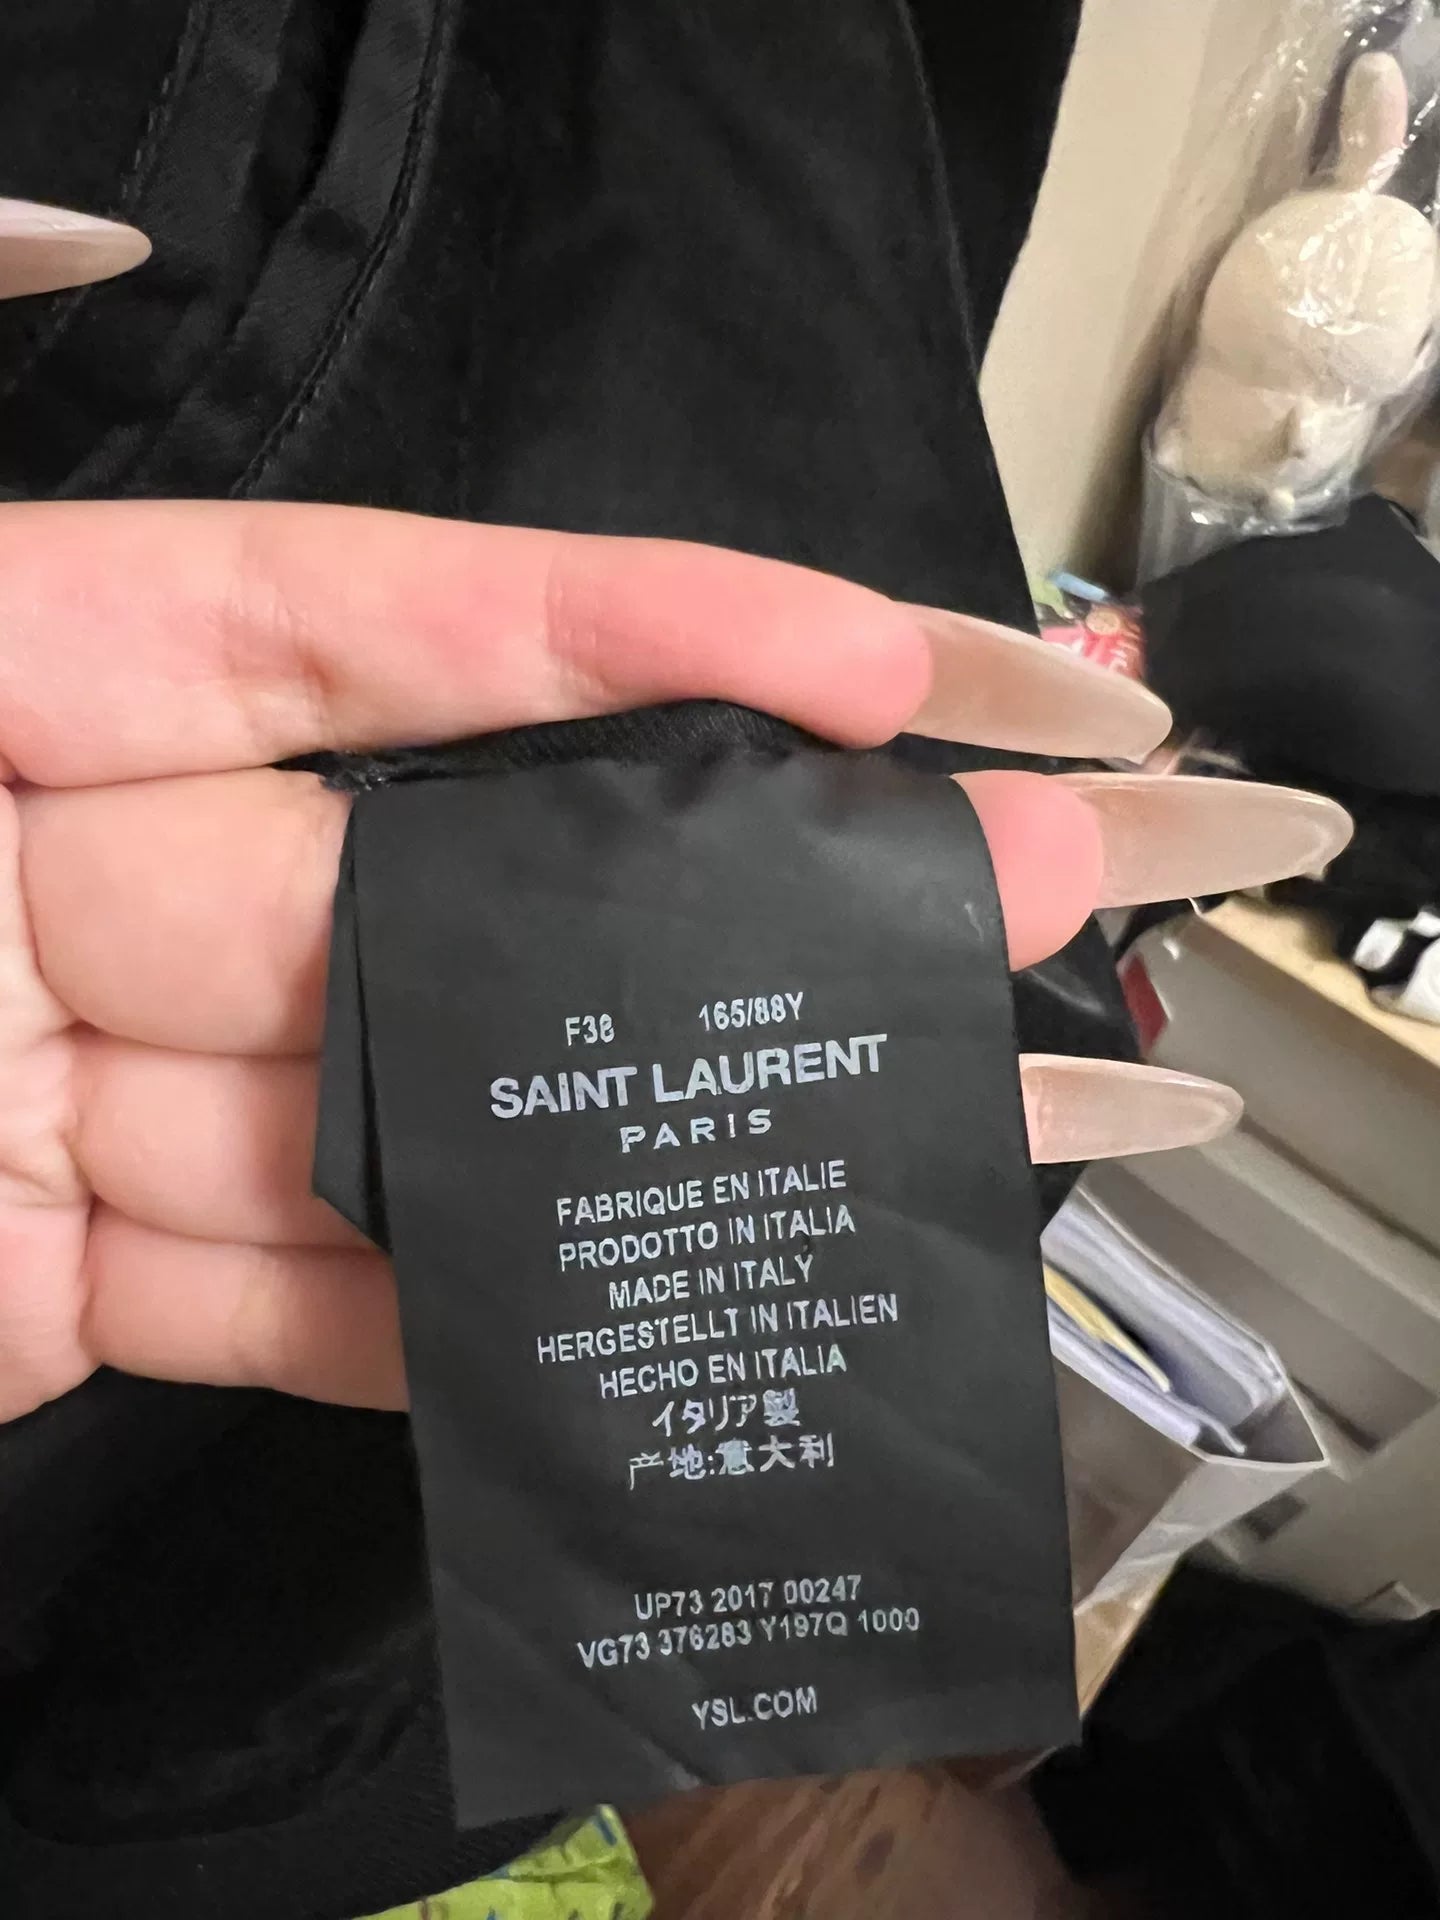 F38 165/88Y
SAINT LAURENT
PARIS
FABRIQUE EN ITALIE
PRODOTTO IN ITALIA
MADE IN ITALY
HERGESTELLT IN ITALIEN
HECHO EN ITALIA
イタリア製
产地:意大利
UP73 2017 00247
VG73 376283 Y197Q 1000
YSL.COM